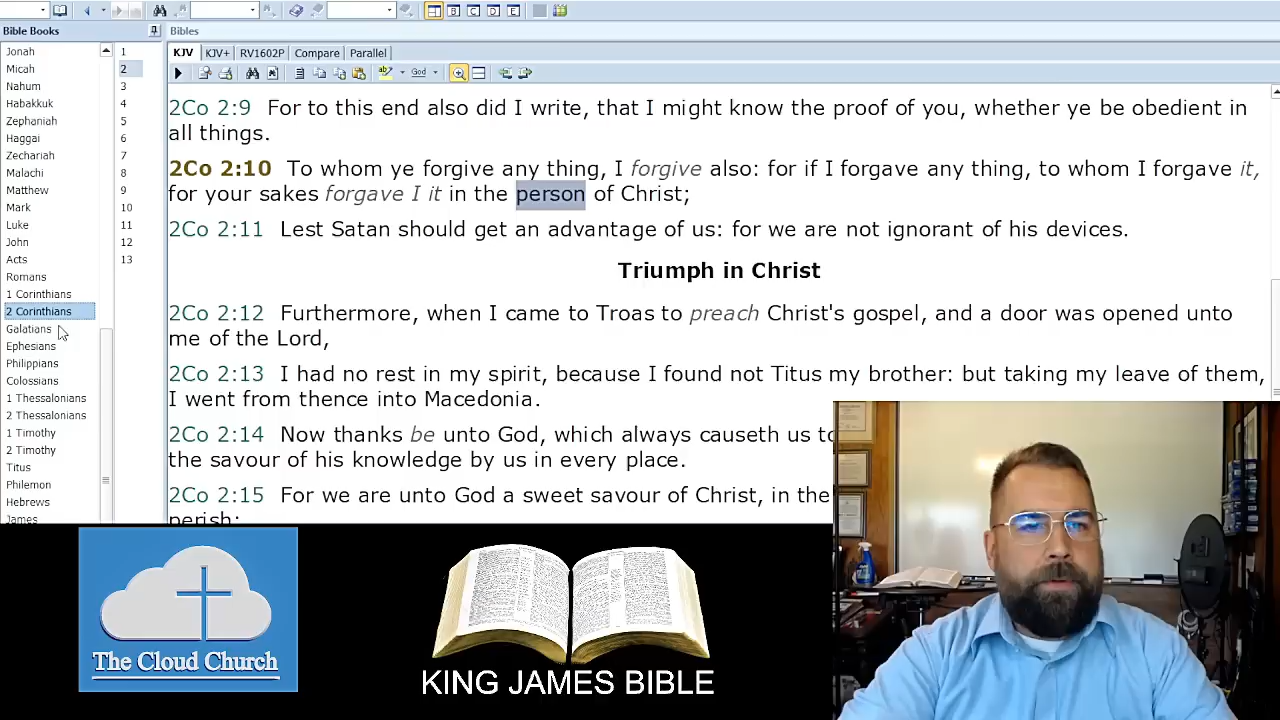 Bible Books
Jonah
Micah
Nahum
Habakkuk
Zephaniah
Haggai
Zechariah
Malachi
Matthew
Mark
Luke
John
Acts
Romans
1 Corinthians
2 Corinthians
Galatians
Ephesians
Philippians
Colossians
1 Thessalonians
2 Thessalonians
1 Timothy
2 Timothy
Titus
Philemon
Hebrews
James
1
2
3
4
5
6
7
8
9
10
11
12
13
B C D E
Bibles
KJV KJV+ RV1602P Compare Parallel
God
2Co 2:9 For to this end also did I write, that I might know the proof of you, whether ye be obedient in
all things.
2Co 2:10 To whom ye forgive any thing, I forgive also: for if I forgave any thing, to whom I forgave it,
for your sakes forgave I it in the person of Christ;
2Co 2:11 Lest Satan should get an advantage of us: for we are not ignorant of his devices.
Triumph in Christ
2Co 2:12 Furthermore, when I came to Troas to preach Christ's gospel, and a door was opened unto
me of the Lord,
2Co 2:13 I had no rest in my spirit, because I found not Titus my brother: but taking my leave of them,
I went from thence into Macedonia.
2Co 2:14 Now thanks be unto God, which always causeth us to
the savour of his knowledge by us in every place.
2Co 2:15 For we are unto God a sweet savour of Christ, in the
perish:
The Cloud Church
KING JAMES BIBLE